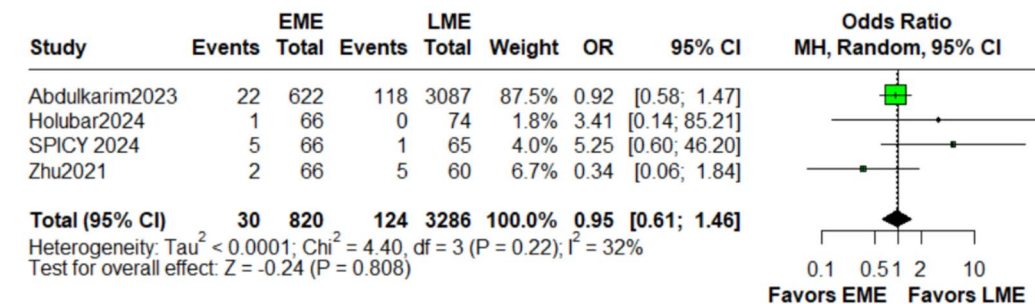 EME LME Odds Ratio
Study Events Total Events Total Weight OR 95% CI MH, Random, 95% CI
Abdulkarim2023 22 622 118 3087 87.5% 0.92 [0.58; 1.47]
Holubar2024 1 66 0 74 1.8% 3.41 [0.14; 85.21]
SPICY 2024 5 66 1 65 4.0% 5.25 [0.60; 46.20]
Zhu2021 2 66 5 60 6.7% 0.34 [0.06; 1.84]
Total (95% CI) 30 820 124 3286 100.0% 0.95 [0.61; 1.46]
Heterogeneity: Tau² < 0.0001; Chi² = 4.40, df = 3 (P = 0.22); I² = 32%
Test for overall effect: Z = -0.24 (P = 0.808)
0.1 0.5 1 2 10
Favors EME Favors LME